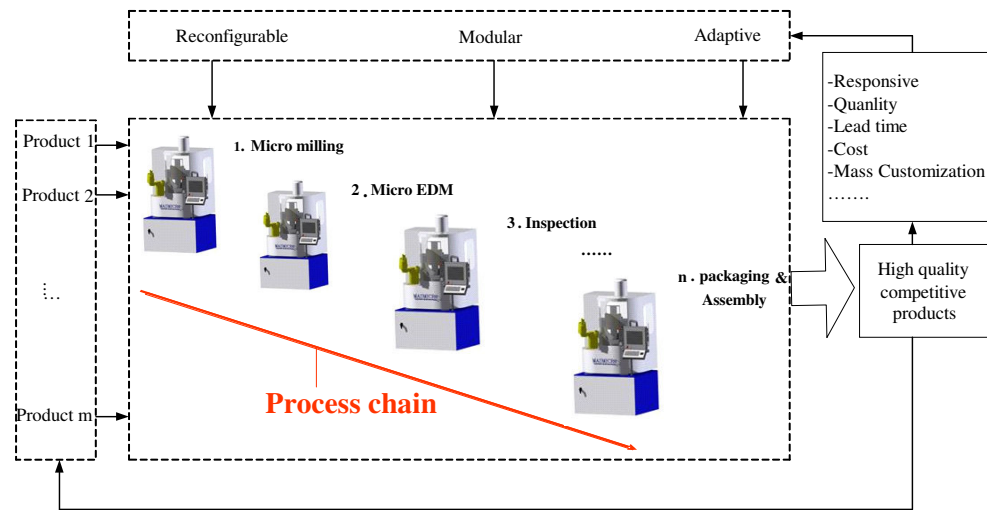 Reconfigurable Modular Adaptive
-Responsive
-Quanlity
-Lead time
-Cost
-Mass Customization
…….
Product 1
Product 2
…..
Product m
1. Micro milling
2. Micro EDM
3. Inspection
……
n. packaging &
Assembly
Process chain
High quality
competitive
products